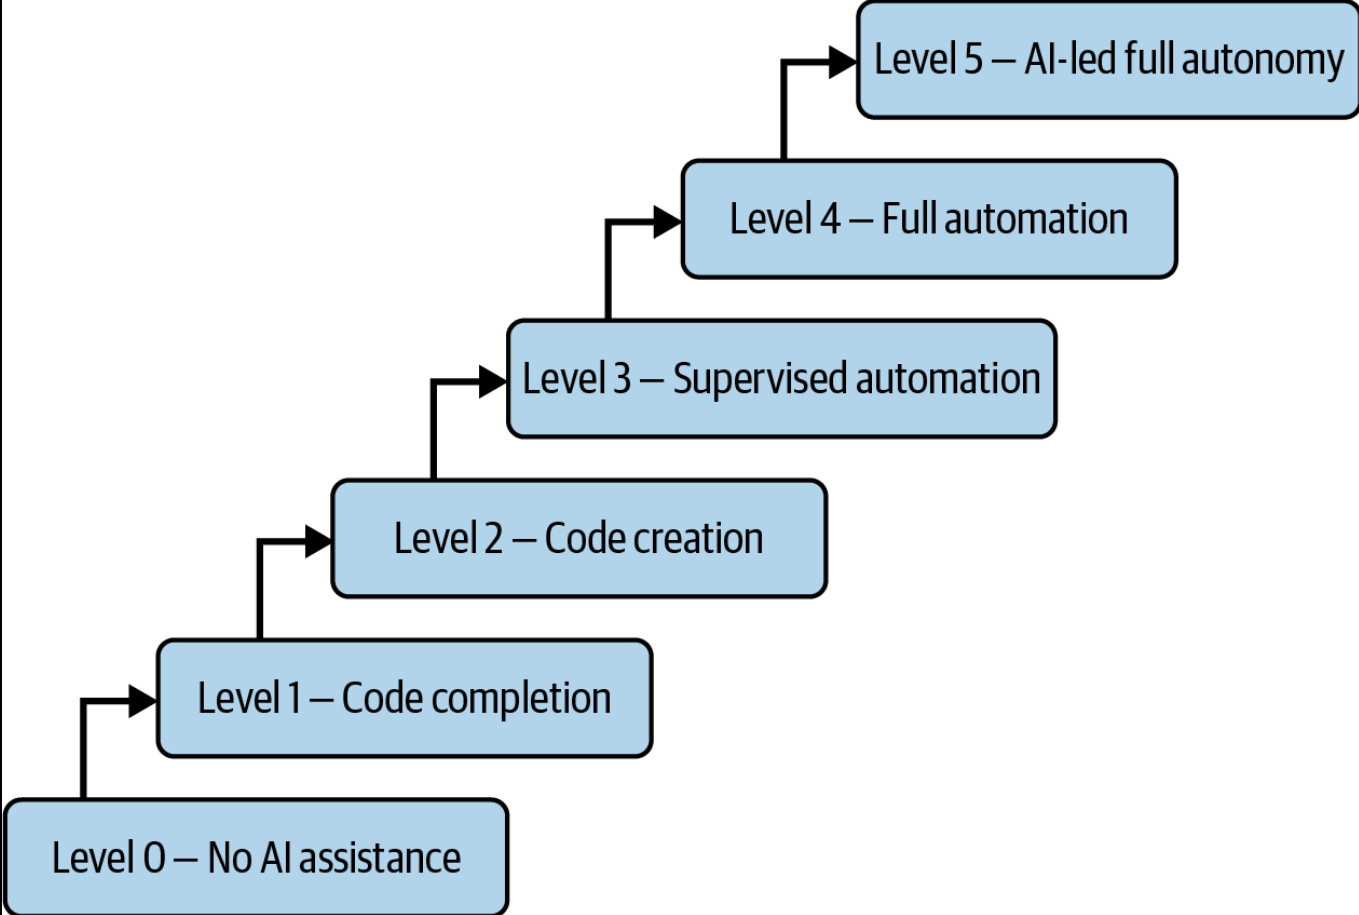 Level 5 – AI-led full autonomy
Level 4 – Full automation
Level 3 – Supervised automation
Level 2 – Code creation
Level 1 – Code completion
Level 0 – No AI assistance